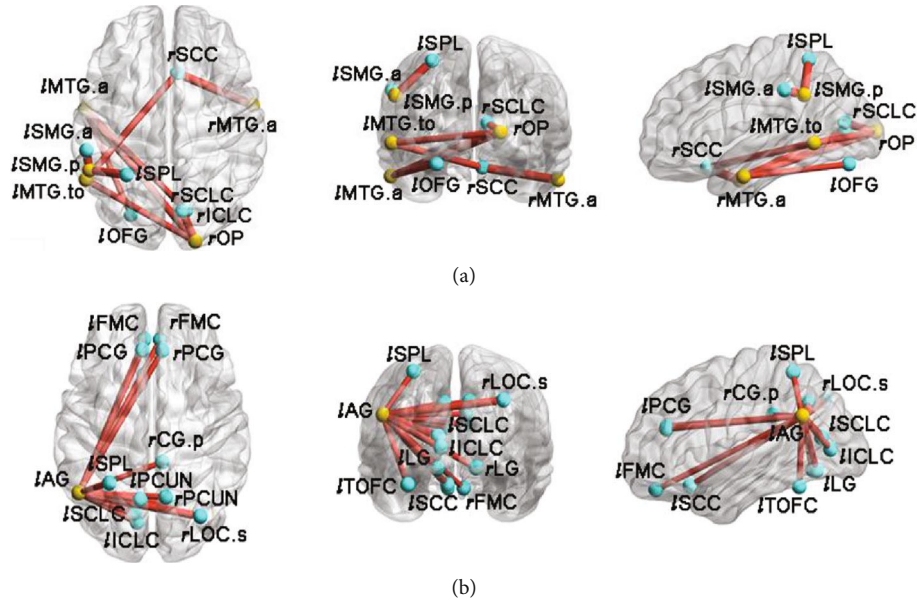 rSCC
lMTG.a
lSMG.a
rMTG.a
lSMG.p
lSPL
lMTG.to
rSCLC
rICLC
lOFG
rOP
lSPL
lSMG.a
lSMG.p
rSCLC
lMTG.to
rOP
lMTG.a
lOFG
rSCC
rMTG.a
lSPL
lSMG.a
lSMG.p
rSCLC
lMTG.to
rOP
rSCC
rMTG.a
lOFG
(a)
lFMC
rFMC
lPCG
rPCG
rCG.p
lAG
lSPL
lPCUN
rPCUN
lSCLC
rLOC.s
lICLC
lSPL
rLOC.s
lAG
lSCLC
lICLC
lLG
rLG
lTOFC
lSCC
rFMC
lSPL
rCG.p
rLOC.s
lPCG
lSCLC
lAG
lICLC
lFMC
lLG
lSCC
lTOFC
(b)